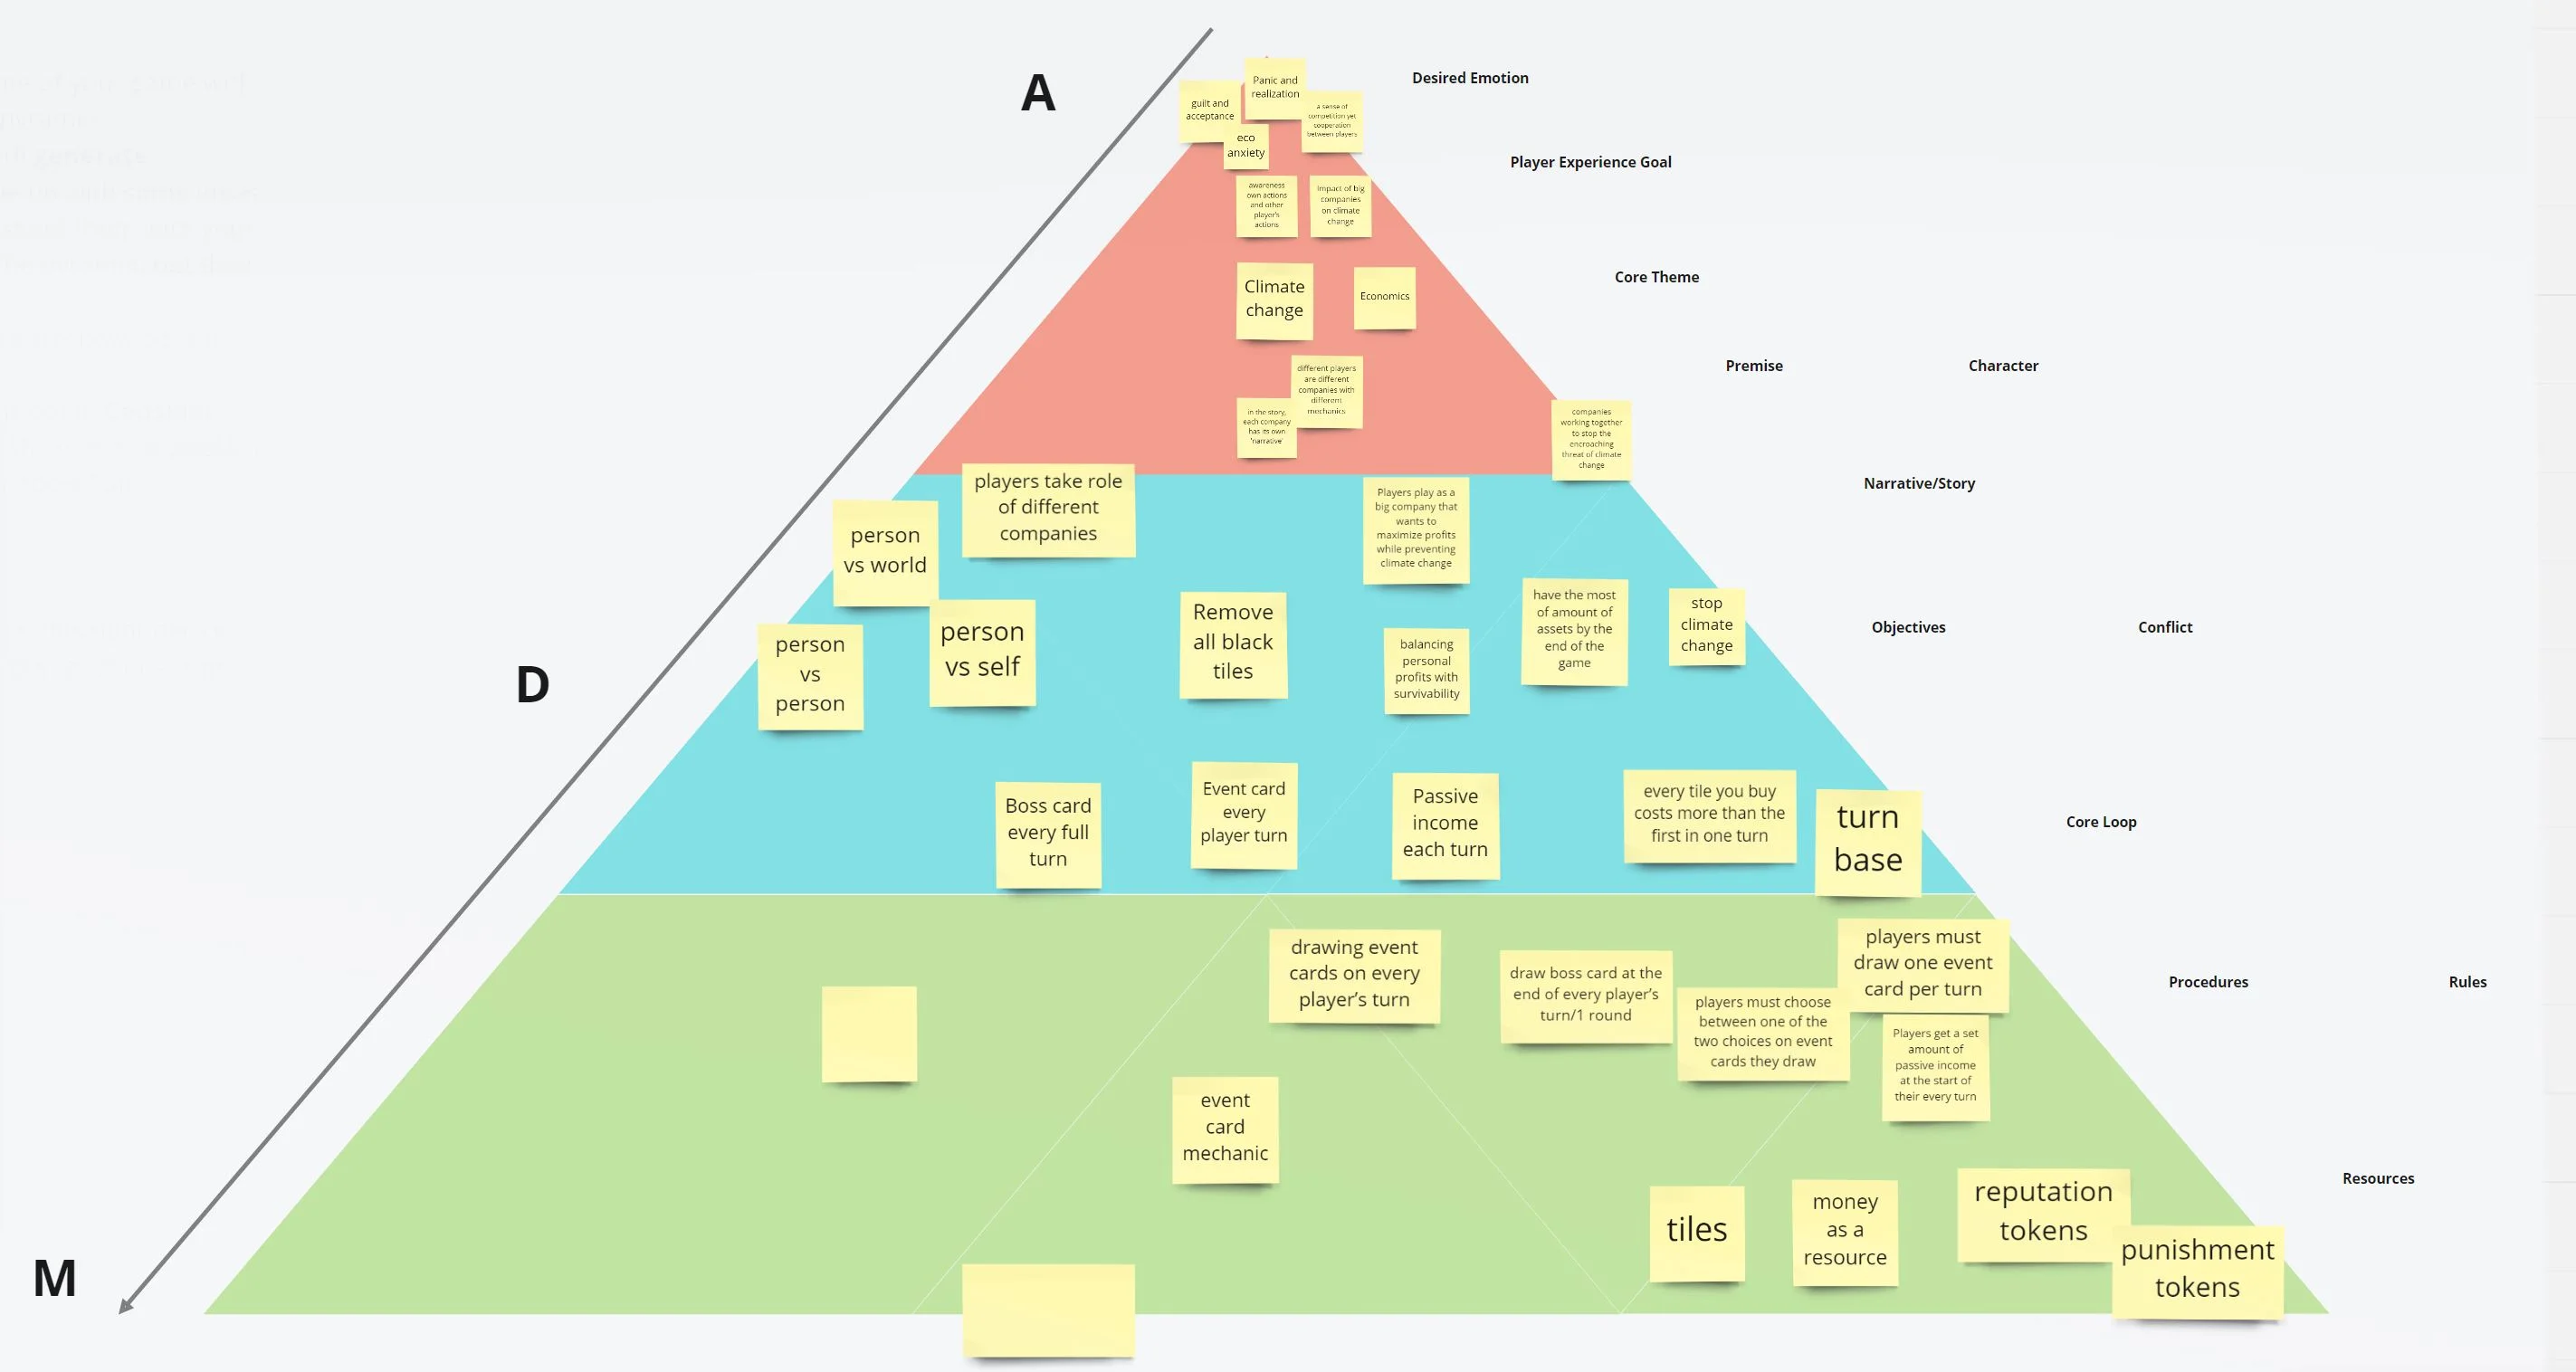 A
Desired Emotion
Panic and
realization
guilt and
acceptance
a sense of
competition yet
cooperation
between players
eco
anxiety
Player Experience Goal
awareness
own actions
and other
player's
actions
Impact of big
companies
on climate
change
Core Theme
Climate
change
Economics
Premise
Character
different players
are different
companies with
different
mechanics
in the story,
each company
has its own
'narrative'
companies
working together
to stop the
encroaching
threat of climate
change
Narrative/Story
players take role
of different
companies
Players play as a
big company that
wants to
maximize profits
while preventing
climate change
person
vs world
D
person
vs
person
person
vs self
Remove
all black
tiles
balancing
personal
profits with
survivability
have the most
of amount of
assets by the
end of the
game
stop
climate
change
Objectives
Conflict
Boss card
every full
turn
Event card
every
player turn
Passive
income
each turn
every tile you buy
costs more than the
first in one turn
turn
base
Core Loop
drawing event
cards on every
player's turn
draw boss card at the
end of every player's
turn/1 round
players must choose
between one of the
two choices on event
cards they draw
players must
draw one event
card per turn
Players get a set
amount of
passive income
at the start of
their every turn
Procedures
Rules
event
card
mechanic
Resources
tiles
money
as a
resource
reputation
tokens
punishment
tokens
M